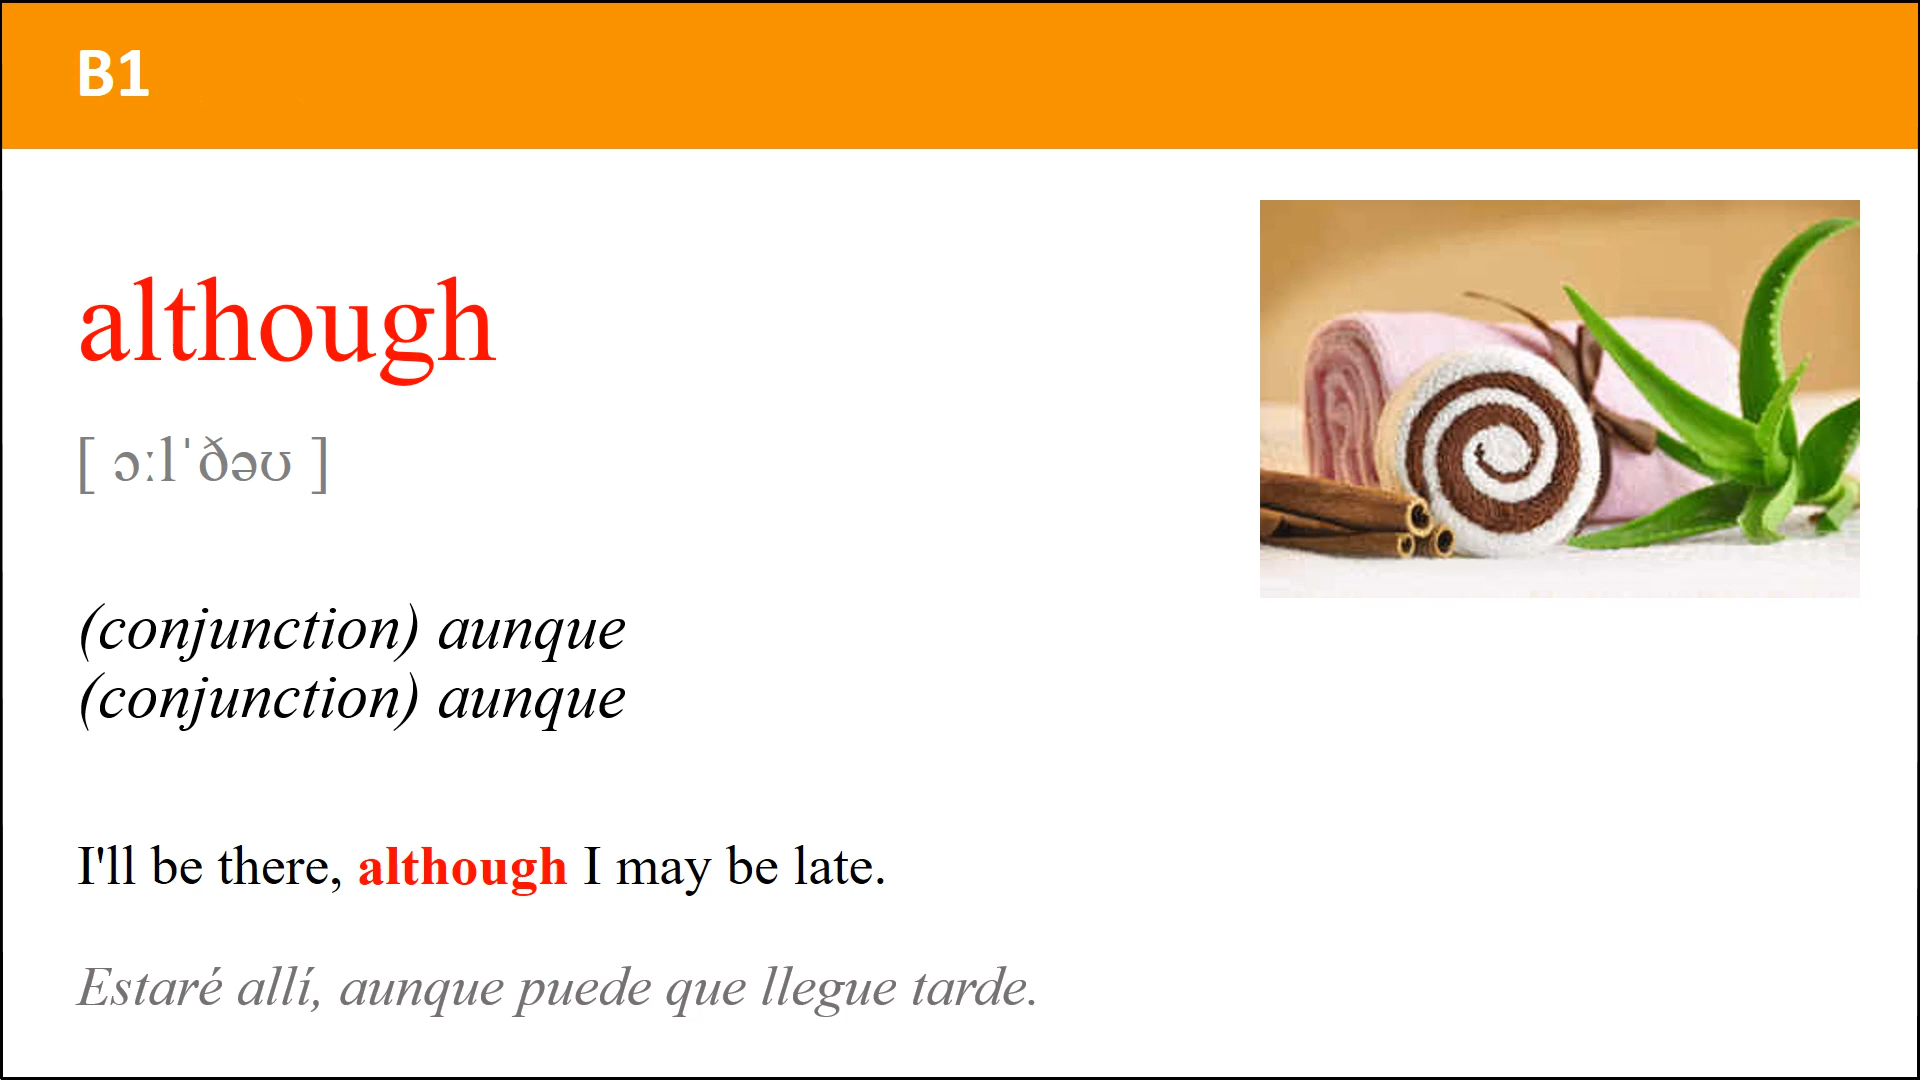 B1
although
[ ɔːlˈðəʊ ]
(conjunction) aunque
(conjunction) aunque
I'll be there, although I may be late.
Estaré allí, aunque puede que llegue tarde.